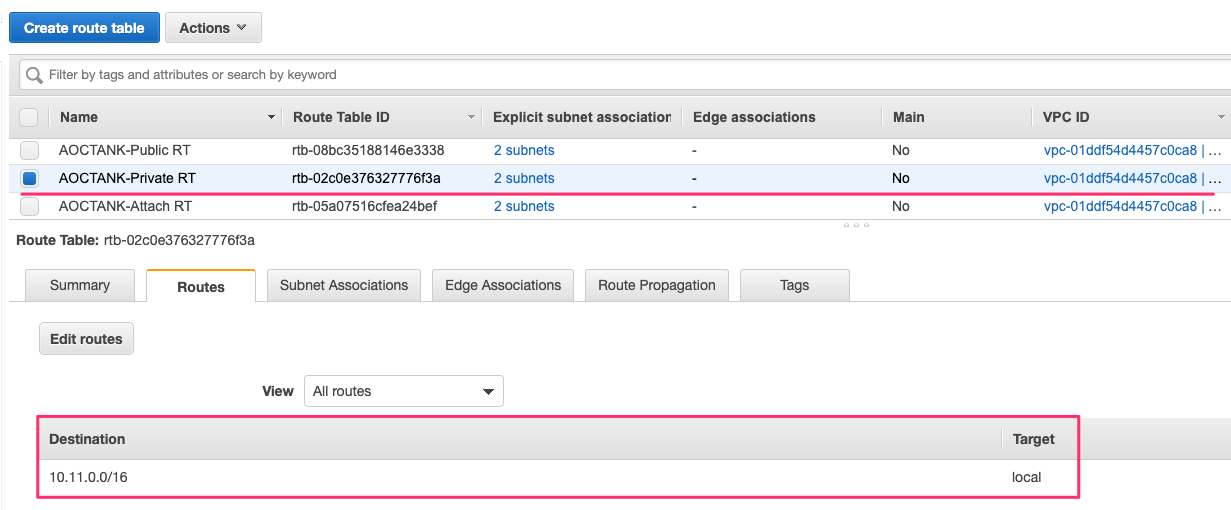 Create route table Actions
Filter by tags and attributes or search by keyword
Name Route Table ID Explicit subnet association Edge associations Main VPC ID
AOCTANK-Public RT rtb-08bc35188146e3338 2 subnets - No vpc-01ddf54d4457c0ca8 | ...
AOCTANK-Private RT rtb-02c0e376327776f3a 2 subnets - No vpc-01ddf54d4457c0ca8 | ...
AOCTANK-Attach RT rtb-05a07516cfea24bef 2 subnets - No vpc-01ddf54d4457c0ca8 | ...
Route Table: rtb-02c0e376327776f3a
Summary Routes Subnet Associations Edge Associations Route Propagation Tags
Edit routes
View All routes
Destination Target
10.11.0.0/16 local